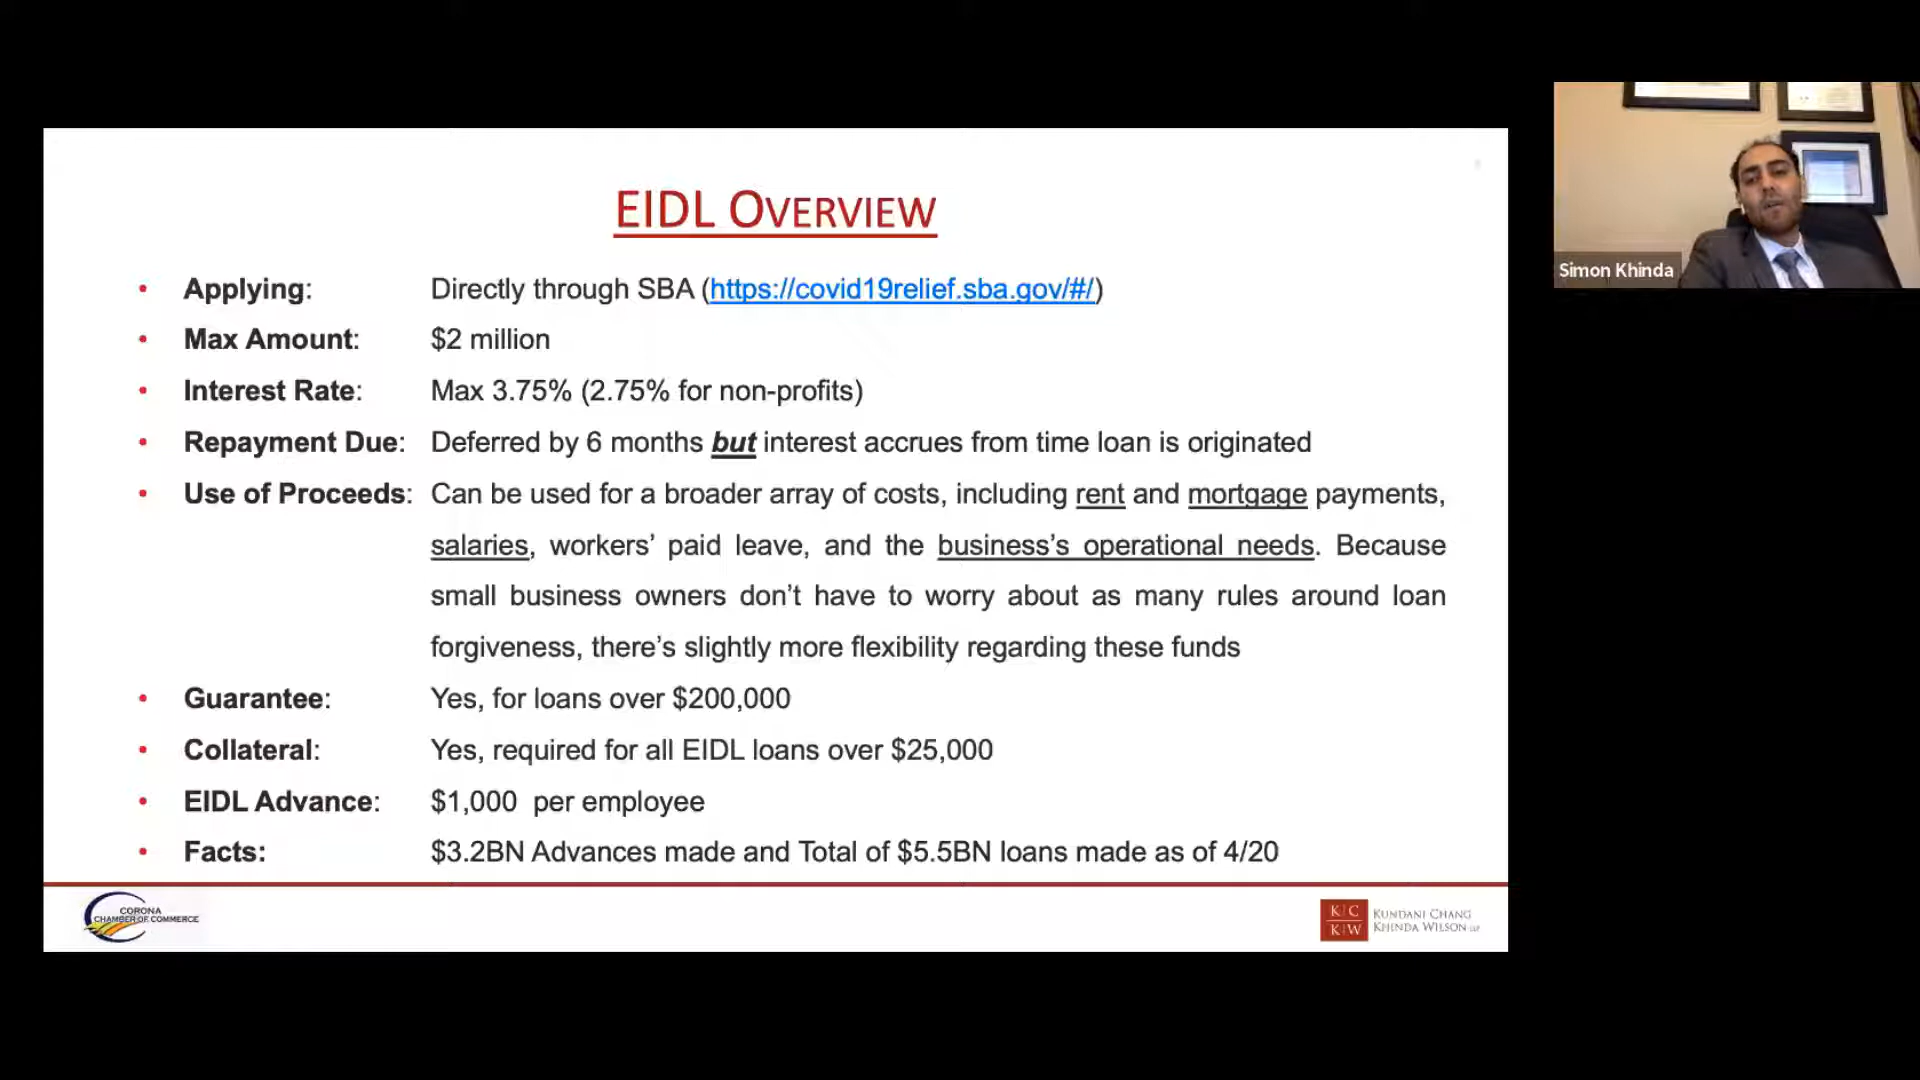 EIDL OVERVIEW
• Applying: Directly through SBA (https://covid19relief.sba.gov/#/)
• Max Amount: $2 million
• Interest Rate: Max 3.75% (2.75% for non-profits)
• Repayment Due: Deferred by 6 months but interest accrues from time loan is originated
• Use of Proceeds: Can be used for a broader array of costs, including rent and mortgage payments,
salaries, workers’ paid leave, and the business’s operational needs. Because
small business owners don’t have to worry about as many rules around loan
forgiveness, there’s slightly more flexibility regarding these funds
• Guarantee: Yes, for loans over $200,000
• Collateral: Yes, required for all EIDL loans over $25,000
• EIDL Advance: $1,000 per employee
• Facts: $3.2BN Advances made and Total of $5.5BN loans made as of 4/20
CORONA
CHAMBER OF COMMERCE
K C
K W
KUNDANI CHANG
KHINDA WILSON LLP
Simon Khinda